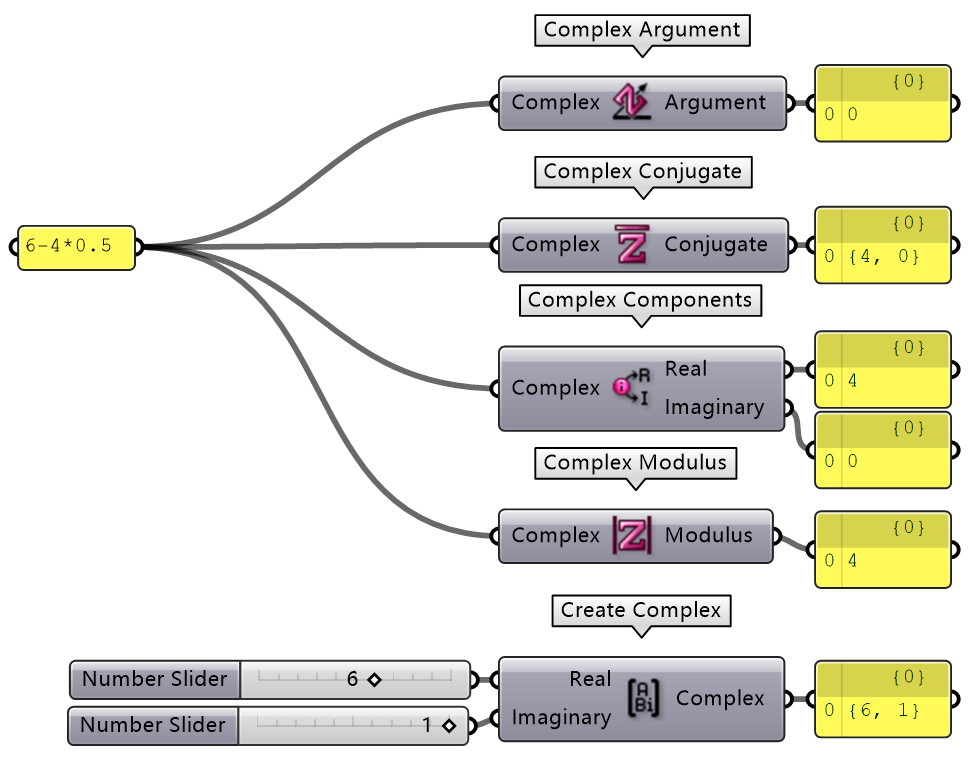 Complex Argument
Complex Argument
{0}
0 0
Complex Conjugate
6-4*0.5
Complex Conjugate
{0}
0 {4, 0}
Complex Components
Complex
Real
Imaginary
R
I
{0}
0 4
{0}
0 0
Complex Modulus
Complex Z Modulus
{0}
0 4
Create Complex
Number Slider 6
Number Slider 1
Real
Imaginary
A
Bi
Complex
{0}
0 {6, 1}